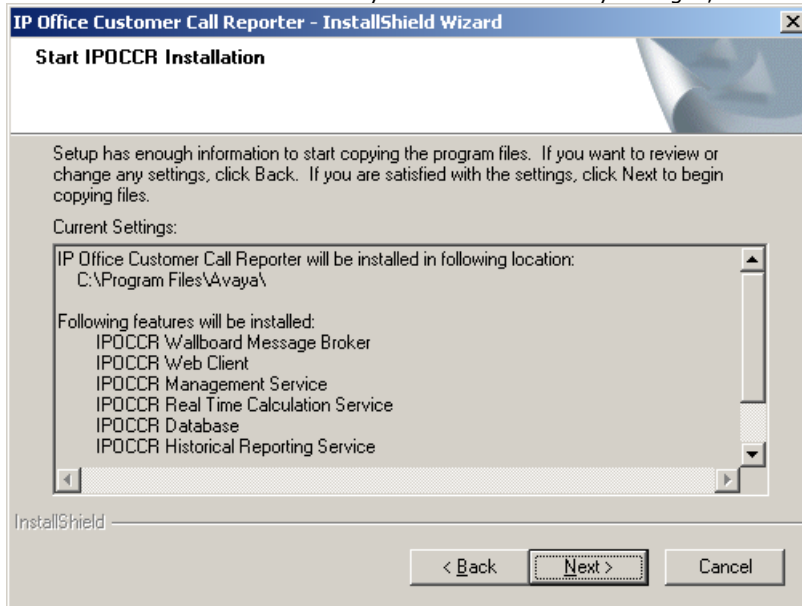 IP Office Customer Call Reporter - InstallShield Wizard
Start IPOCCR Installation
Setup has enough information to start copying the program files.  If you want to review or
change any settings, click Back.  If you are satisfied with the settings, click Next to begin
copying files.
Current Settings:
IP Office Customer Call Reporter will be installed in following location:
C:\Program Files\Avaya\
Following features will be installed:
IPOCCR Wallboard Message Broker
IPOCCR Web Client
IPOCCR Management Service
IPOCCR Real Time Calculation Service
IPOCCR Database
IPOCCR Historical Reporting Service
InstallShield
< Back
Next >
Cancel